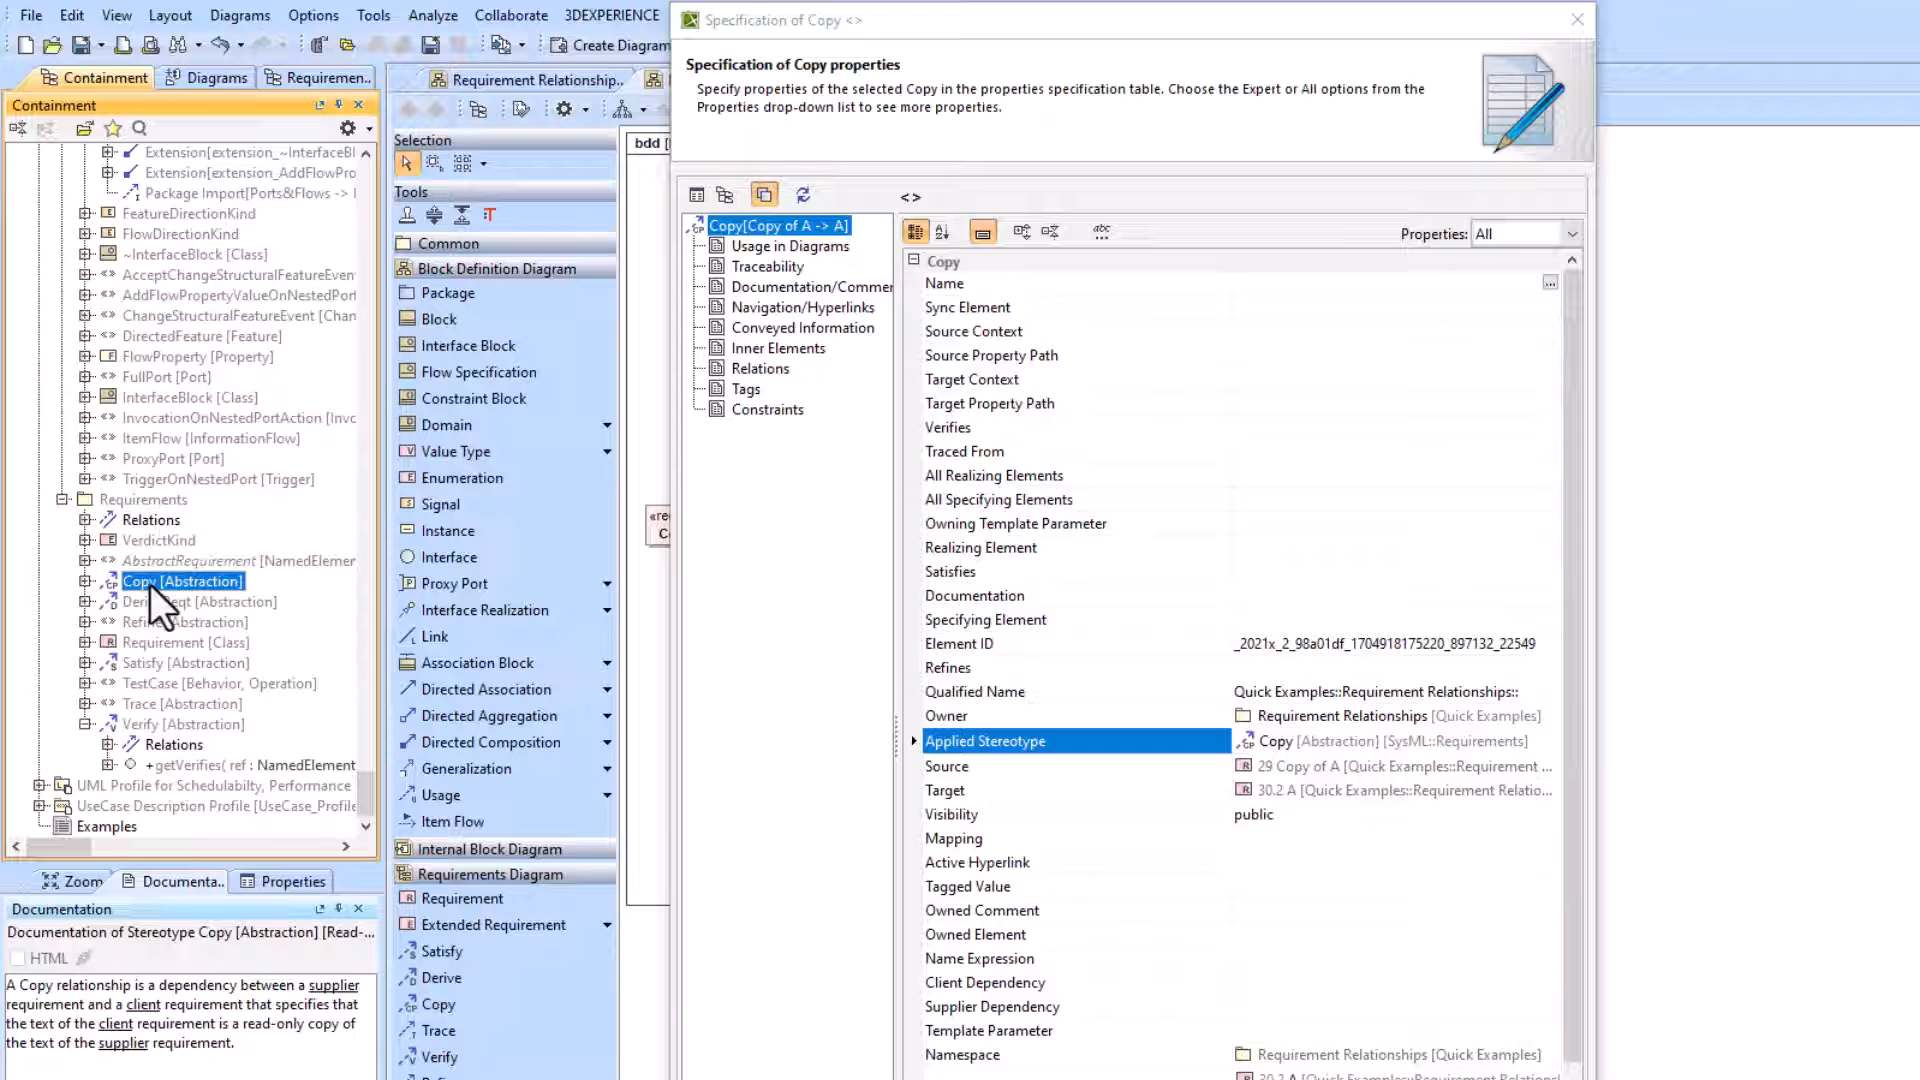 File Edit View Layout Diagrams Options Tools Analyze Collaborate 3DEXPERIENCE
Create Diagram
Containment Diagrams Requiremen..
Containment
Extension[extension_~InterfaceBl
Extension[extension_AddFlowPro
Package Import[Ports&Flows ->
FeatureDirectionKind
FlowDirectionKind
~InterfaceBlock [Class]
AcceptChangeStructuralFeatureEven
AddFlowPropertyValueOnNestedPort
ChangeStructuralFeatureEvent [Chan
DirectedFeature [Feature]
FlowProperty [Property]
FullPort [Port]
InterfaceBlock [Class]
InvocationOnNestedPortAction [Invo
ItemFlow [InformationFlow]
ProxyPort [Port]
TriggerOnNestedPort [Trigger]
Requirements
Relations
VerdictKind
AbstractRequirement [NamedElemer
Copy [Abstraction]
[Abstraction]
Abstraction]
Requirement [Class]
Satisfy [Abstraction]
TestCase [Behavior, Operation]
Trace [Abstraction]
Verify [Abstraction]
Relations
+getVerifies( ref : NamedElement
UML Profile for Schedulabilty, Performance
UseCase Description Profile [UseCase_Profile
Examples
Zoom Documenta.. Properties
Documentation
Documentation of Stereotype Copy [Abstraction] [Read-...
HTML
A Copy relationship is a dependency between a supplier
requirement and a client requirement that specifies that
the text of the client requirement is a read-only copy of
the text of the supplier requirement.
Requirement Relationship..
Selection
Tools
Common
Block Definition Diagram
Package
Block
Interface Block
Flow Specification
Constraint Block
Domain
Value Type
Enumeration
Signal
Instance
Interface
Proxy Port
Interface Realization
Link
Association Block
Directed Association
Directed Aggregation
Directed Composition
Generalization
Usage
Item Flow
Internal Block Diagram
Requirements Diagram
Requirement
Extended Requirement
Satisfy
Derive
Copy
Trace
Verify
bdd [
«re
C
Specification of Copy <>
Specification of Copy properties
Specify properties of the selected Copy in the properties specification table. Choose the Expert or All options from the
Properties drop-down list to see more properties.
<>
Copy[Copy of A -> A]
Usage in Diagrams
Traceability
Documentation/Commer
Navigation/Hyperlinks
Conveyed Information
Inner Elements
Relations
Tags
Constraints
Properties: All
Copy
Name ...
Sync Element
Source Context
Source Property Path
Target Context
Target Property Path
Verifies
Traced From
All Realizing Elements
All Specifying Elements
Owning Template Parameter
Realizing Element
Satisfies
Documentation
Specifying Element
Element ID _2021x_2_98a01df_1704918175220_897132_22549
Refines
Qualified Name Quick Examples::Requirement Relationships::
Owner Requirement Relationships [Quick Examples]
Applied Stereotype Copy [Abstraction] [SysML::Requirements]
Source 29 Copy of A [Quick Examples::Requirement ...
Target 30.2 A [Quick Examples::Requirement Relatio...
Visibility public
Mapping
Active Hyperlink
Tagged Value
Owned Comment
Owned Element
Name Expression
Client Dependency
Supplier Dependency
Template Parameter
Namespace Requirement Relationships [Quick Examples]